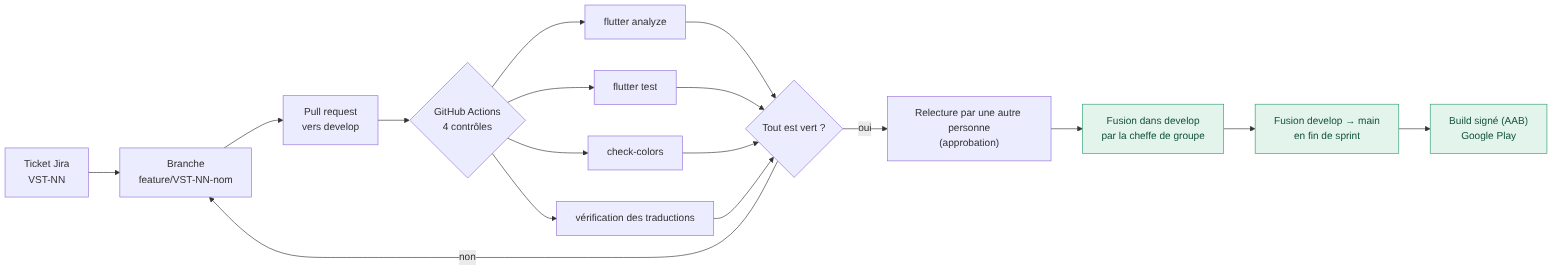 Ticket Jira
VST-NN
Branche
feature/VST-NN-nom
Pull request
vers develop
GitHub Actions
4 contrôles
flutter analyze
flutter test
check-colors
vérification des traductions
Tout est vert ?
oui
non
Relecture par une autre
personne
(approbation)
Fusion dans develop
par la cheffe de groupe
Fusion develop → main
en fin de sprint
Build signé (AAB)
Google Play